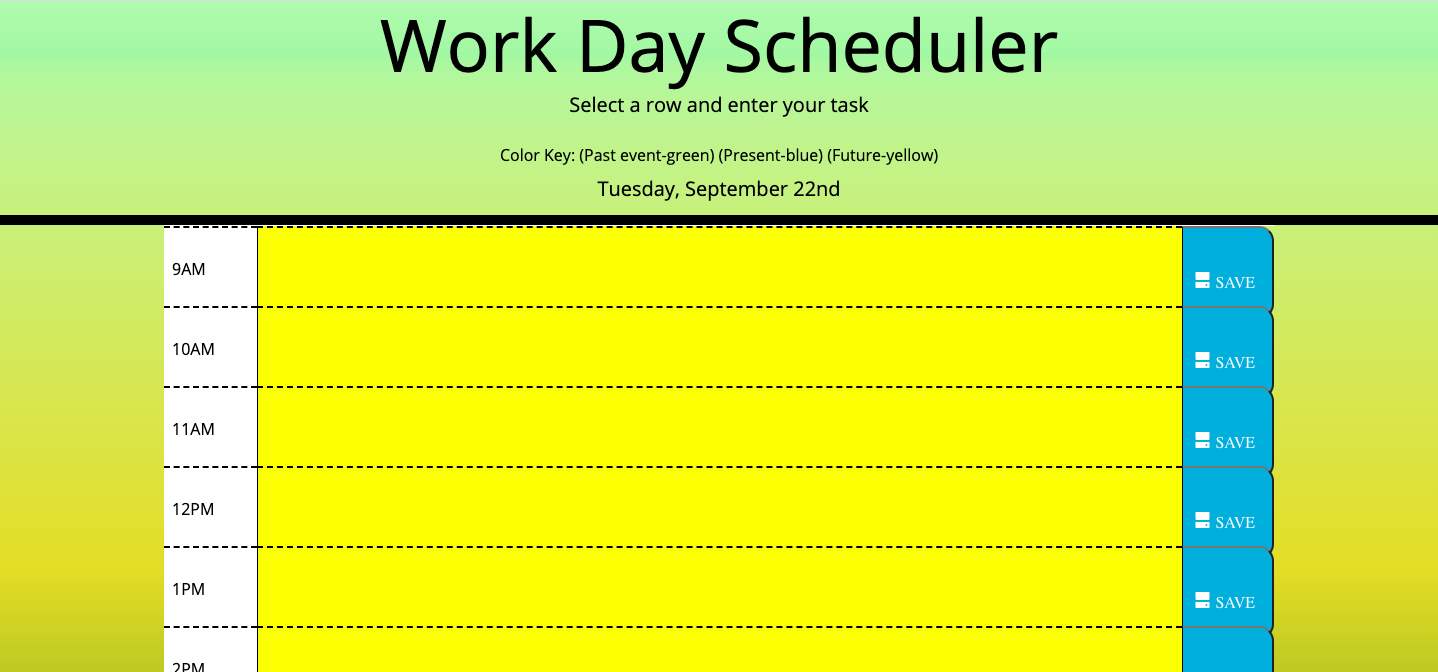 Work Day Scheduler
Select a row and enter your task
Color Key: (Past event-green) (Present-blue) (Future-yellow)
Tuesday, September 22nd
9AM
SAVE
10AM
SAVE
11AM
SAVE
12PM
SAVE
1PM
SAVE
2PM